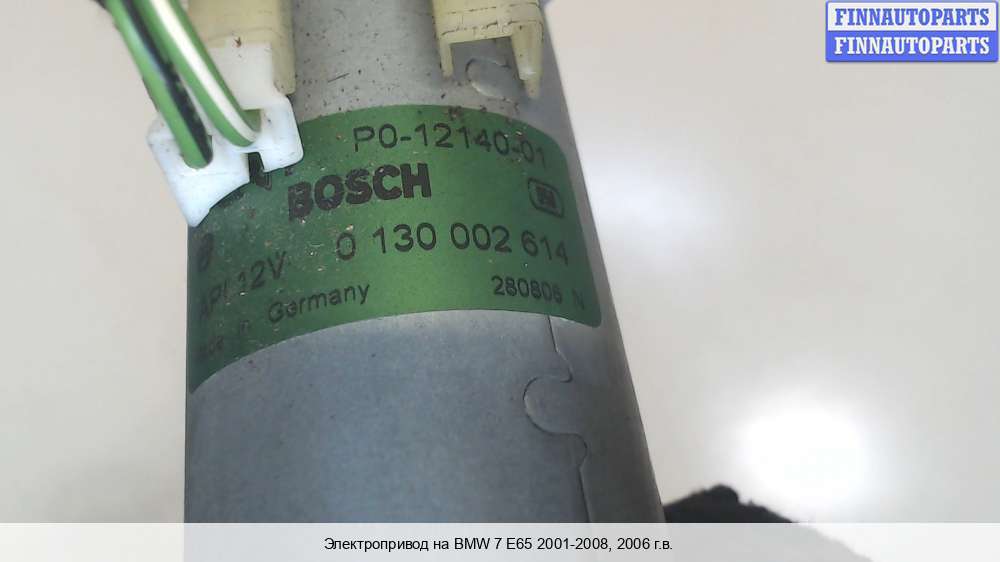 FINNAUTOPARTS
FINNAUTOPARTS
P0-12140-01
BOSCH
0 130 002 614
API 12V
Germany
280806 N
Электропривод на BMW 7 E65 2001-2008, 2006 г.в.